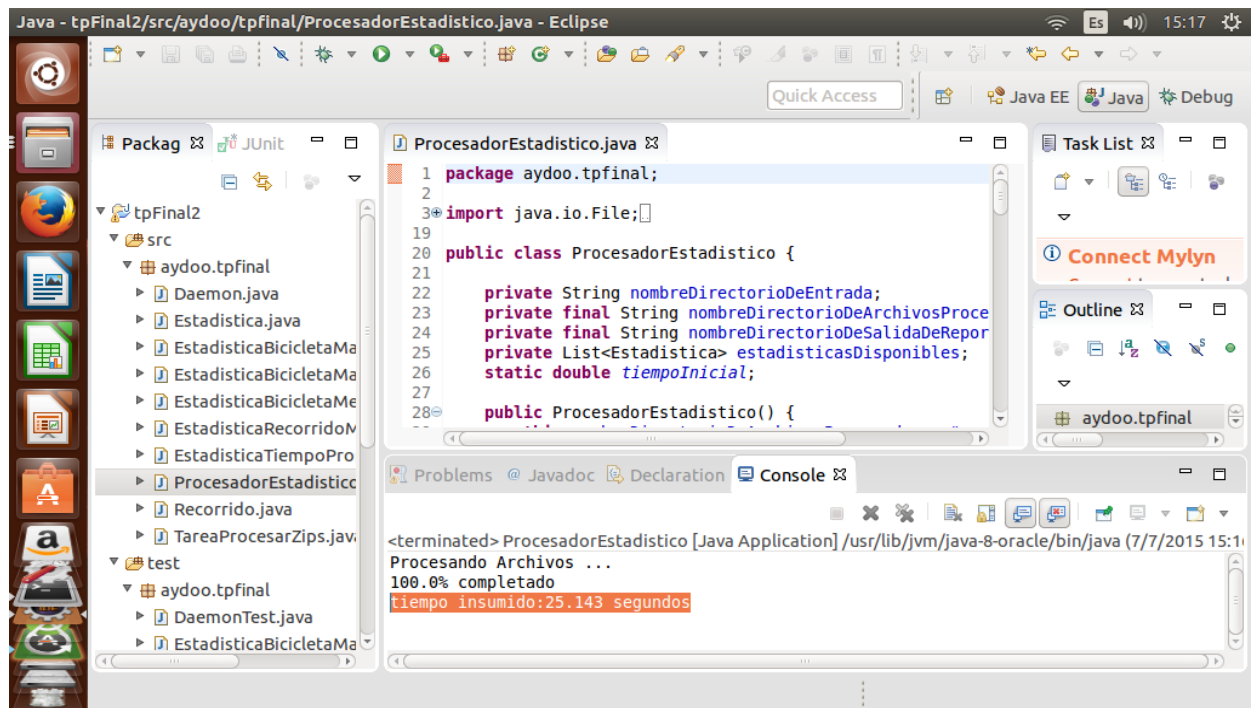 Java - tpFinal2/src/aydoo/tpfinal/ProcesadorEstadistico.java - Eclipse
Es
15:17
Quick Access
Java EE
Java
Debug
Packag
JUnit
tpFinal2
src
aydoo.tpfinal
Daemon.java
Estadistica.java
EstadisticaBicicletaMa
EstadisticaBicicletaMa
EstadisticaBicicletaMe
EstadisticaRecorridoM
EstadisticaTiempoPro
ProcesadorEstadistico
Recorrido.java
TareaProcesarZips.java
test
aydoo.tpfinal
DaemonTest.java
EstadisticaBicicletaMa
ProcesadorEstadistico.java
1 package aydoo.tpfinal;
2
3 import java.io.File;
19
20 public class ProcesadorEstadistico {
21
22 private String nombreDirectorioDeEntrada;
23 private final String nombreDirectorioDeArchivosProce
24 private final String nombreDirectorioDeSalidaDeRepor
25 private List<Estadistica> estadisticasDisponibles;
26 static double tiempoInicial;
27
28 public ProcesadorEstadistico() {
Task List
Connect Mylyn
Outline
aydoo.tpfinal
Problems
@ Javadoc
Declaration
Console
<terminated> ProcesadorEstadistico [Java Application] /usr/lib/jvm/java-8-oracle/bin/java (7/7/2015 15:1
Procesando Archivos ...
100.0% completado
tiempo insumido:25.143 segundos